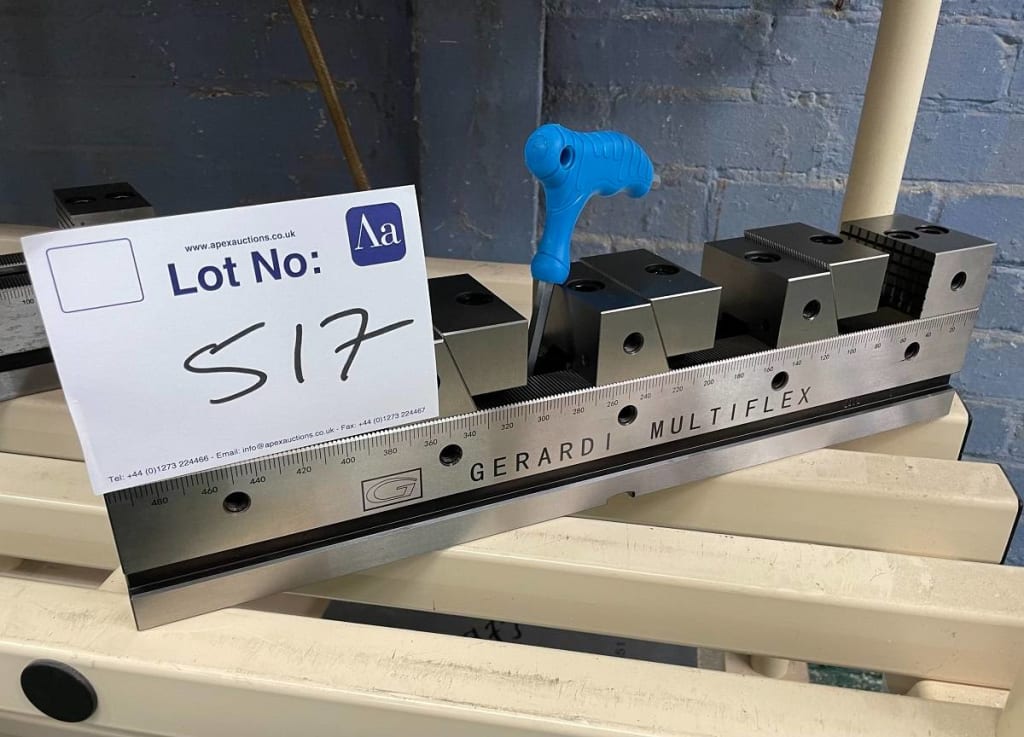 www.apexauctions.co.uk
Aa
Lot No:
517
Tel: +44 (0)1273 224466 - Email: info@apexauctions.co.uk - Fax: +44 (0)1273 224467
480 460 440 420 400 380 360 340 320 300 280 260 240 220 200 180 160 140 120 100 80 60 40 20
G GERARDI MULTIFLEX
100